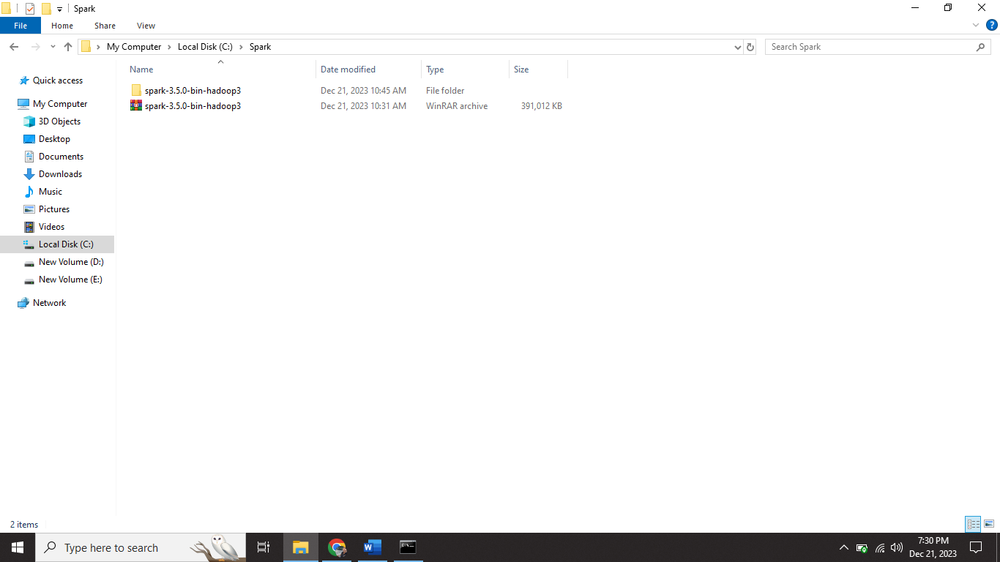 Spark
File Home Share View
My Computer Local Disk (C:) Spark
Search Spark
Name Date modified Type Size
Quick access
My Computer
3D Objects
Desktop
Documents
Downloads
Music
Pictures
Videos
Local Disk (C:)
New Volume (D:)
New Volume (E:)
Network
spark-3.5.0-bin-hadoop3 Dec 21, 2023 10:45 AM File folder
spark-3.5.0-bin-hadoop3 Dec 21, 2023 10:31 AM WinRAR archive 391,012 KB
2 items
Type here to search
7:30 PM
Dec 21, 2023